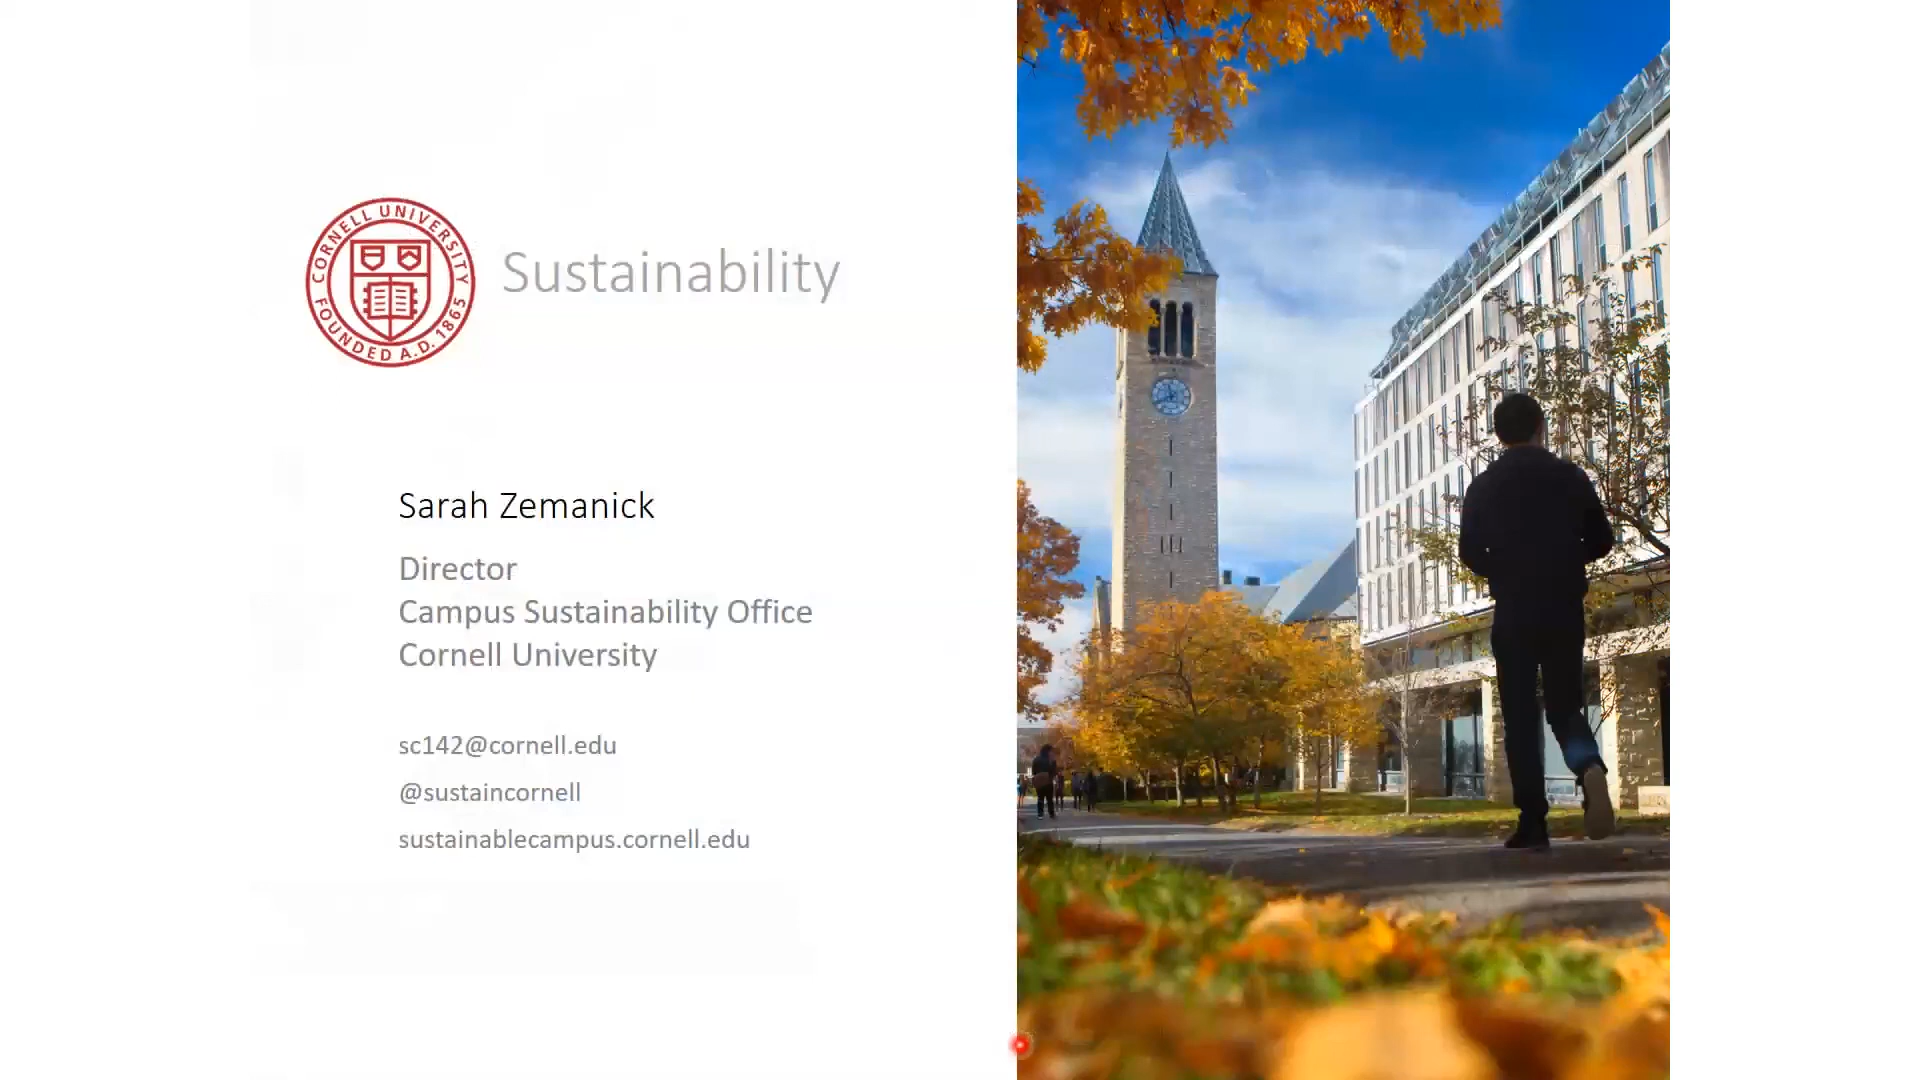 CORNELL UNIVERSITY
FOUNDED A.D. 1865
Sustainability
Sarah Zemanick
Director
Campus Sustainability Office
Cornell University
sc142@cornell.edu
@sustaincornell
sustainablecampus.cornell.edu